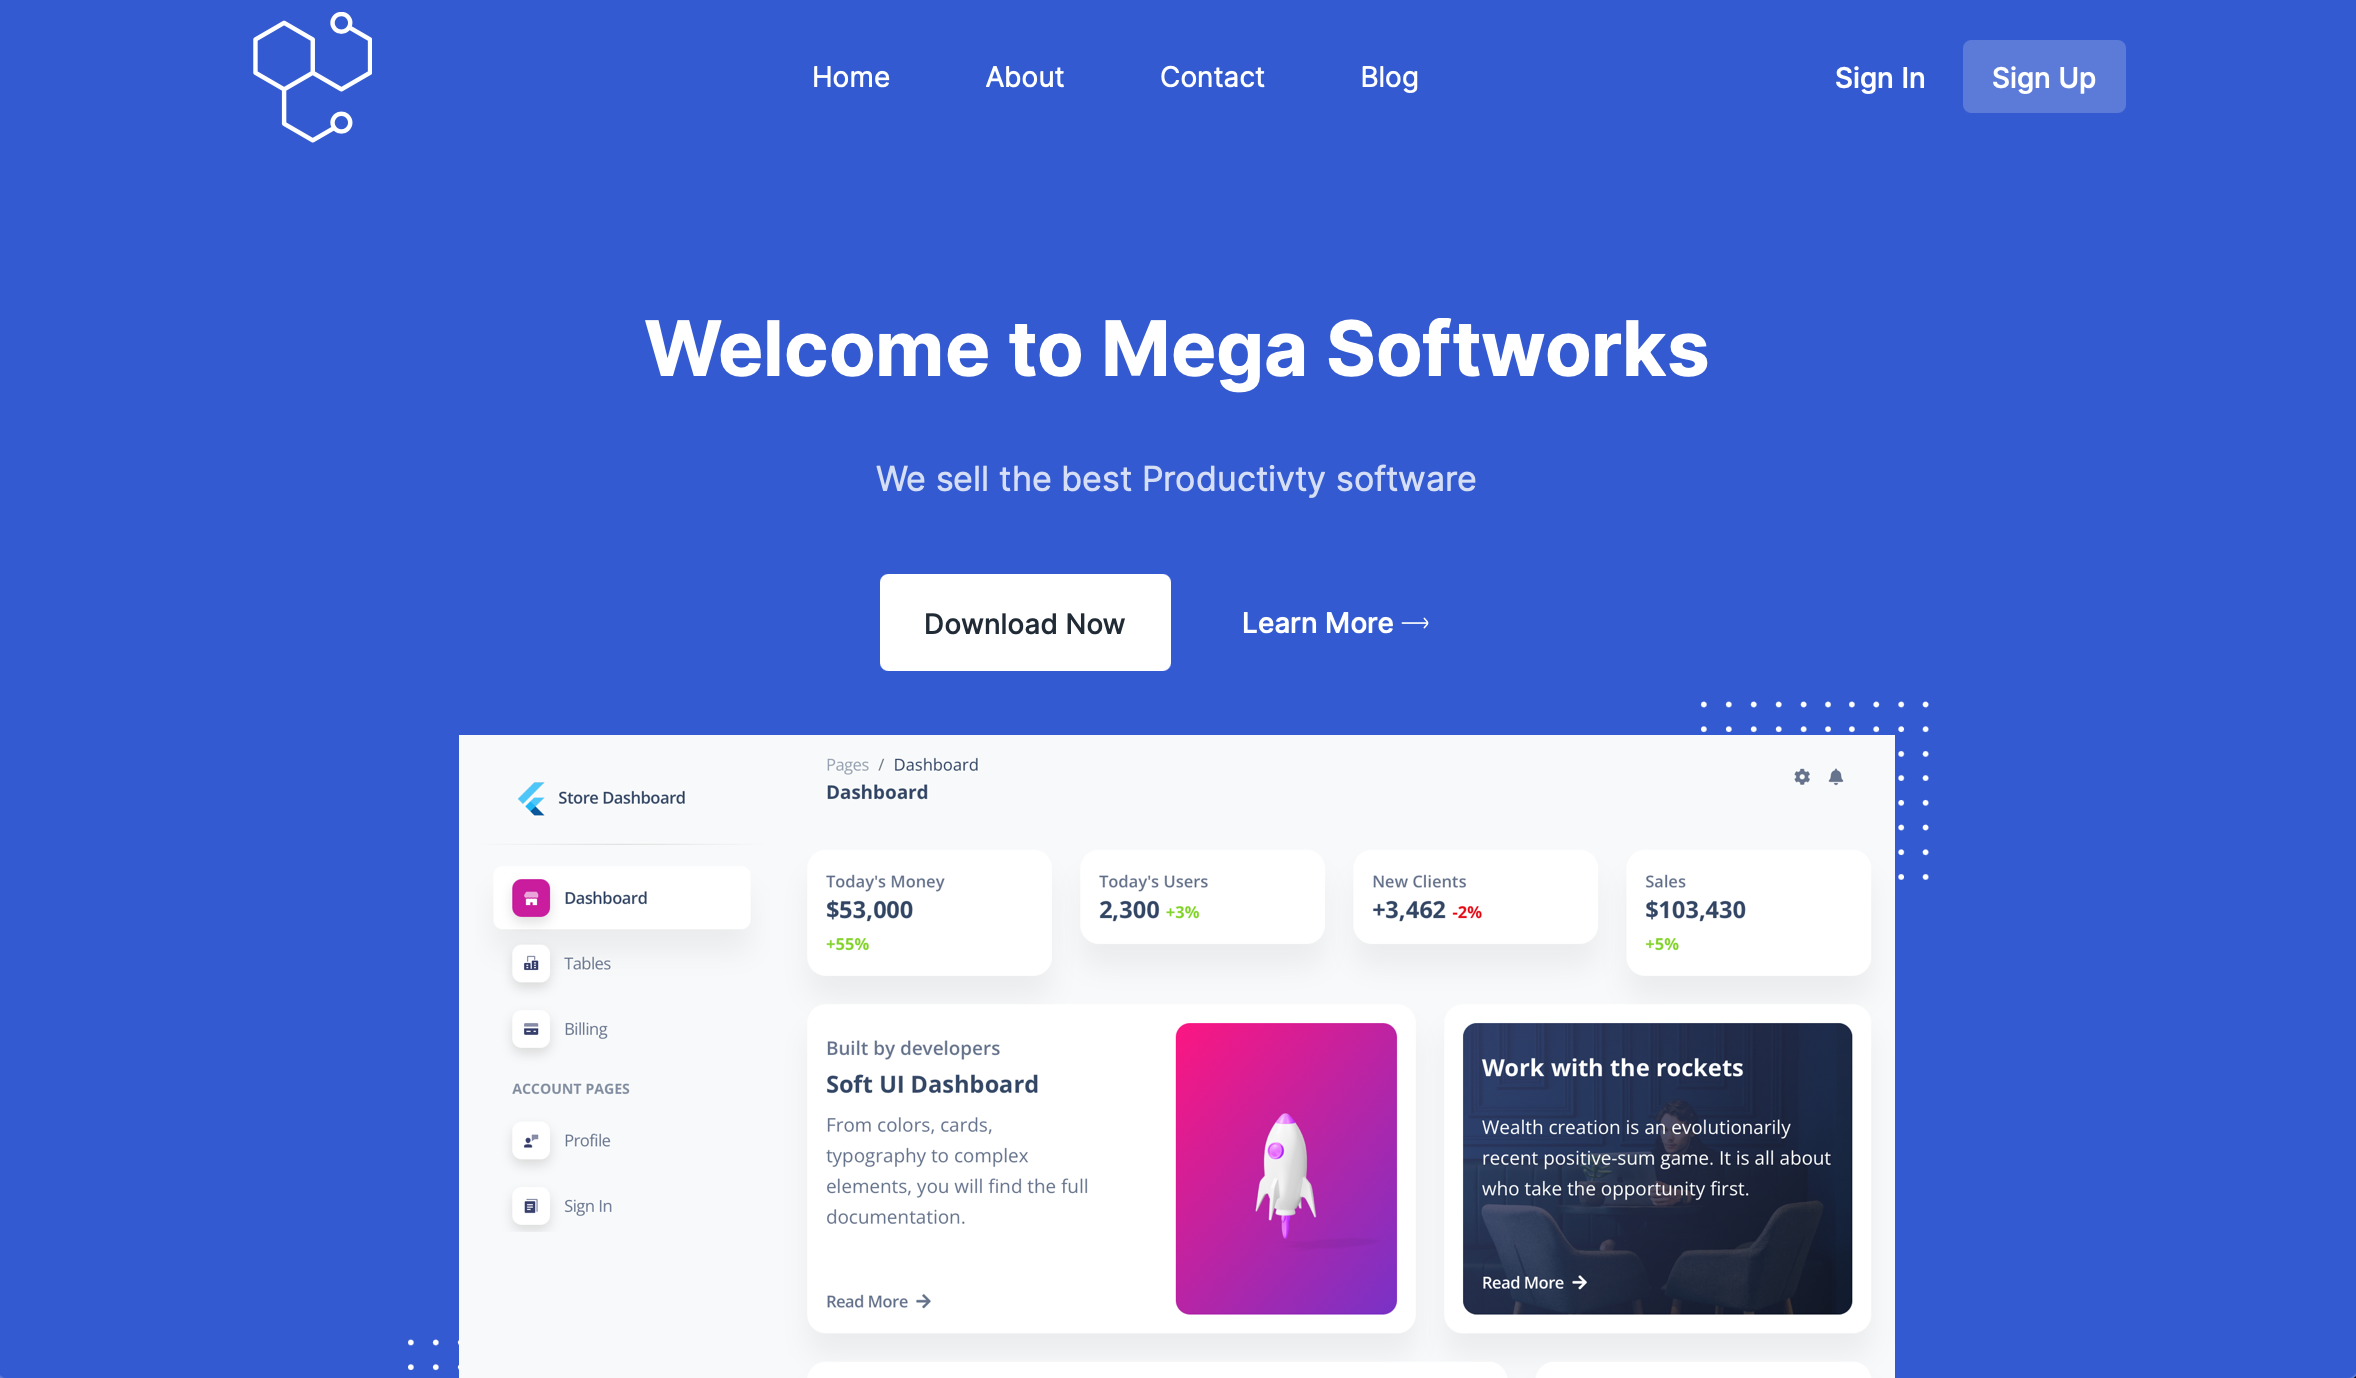 Home About Contact Blog Sign In Sign Up
Welcome to Mega Softworks
We sell the best Productivty software
Download Now Learn More
Store Dashboard
Dashboard
Tables
Billing
ACCOUNT PAGES
Profile
Sign In
Pages / Dashboard
Dashboard
Today's Money
$53,000
+55%
Today's Users
2,300 +3%
New Clients
+3,462 -2%
Sales
$103,430
+5%
Built by developers
Soft UI Dashboard
From colors, cards,
typography to complex
elements, you will find the full
documentation.
Read More
Work with the rockets
Wealth creation is an evolutionarily
recent positive-sum game. It is all about
who take the opportunity first.
Read More